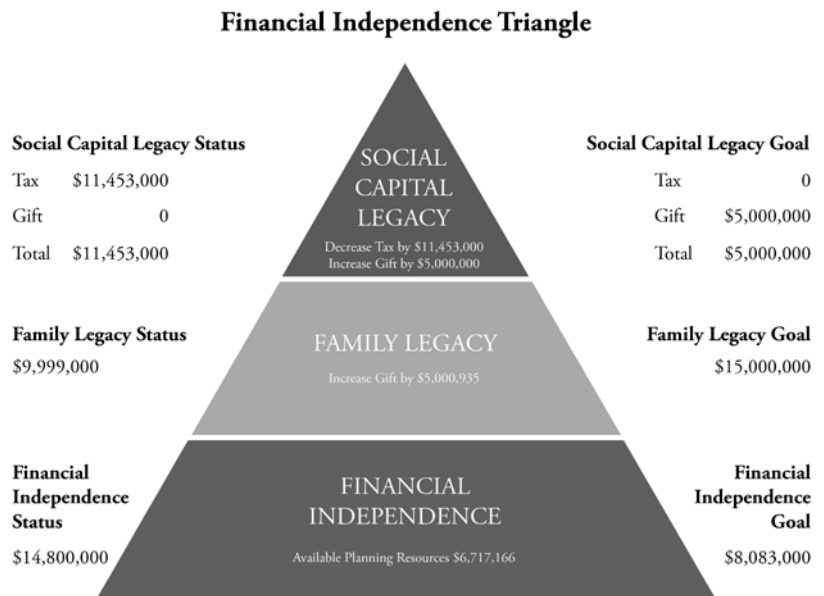 Financial Independence Triangle
Social Capital Legacy Status
Tax $11,453,000
Gift 0
Total $11,453,000
SOCIAL
CAPITAL
LEGACY
Decrease Tax by $11,453,000
Increase Gift by $5,000,000
Social Capital Legacy Goal
Tax 0
Gift $5,000,000
Total $5,000,000
Family Legacy Status
$9,999,000
FAMILY LEGACY
Increase Gift by $5,000,935
Family Legacy Goal
$15,000,000
Financial
Independence
Status
$14,800,000
FINANCIAL
INDEPENDENCE
Available Planning Resources $6,717,166
Financial
Independence
Goal
$8,083,000